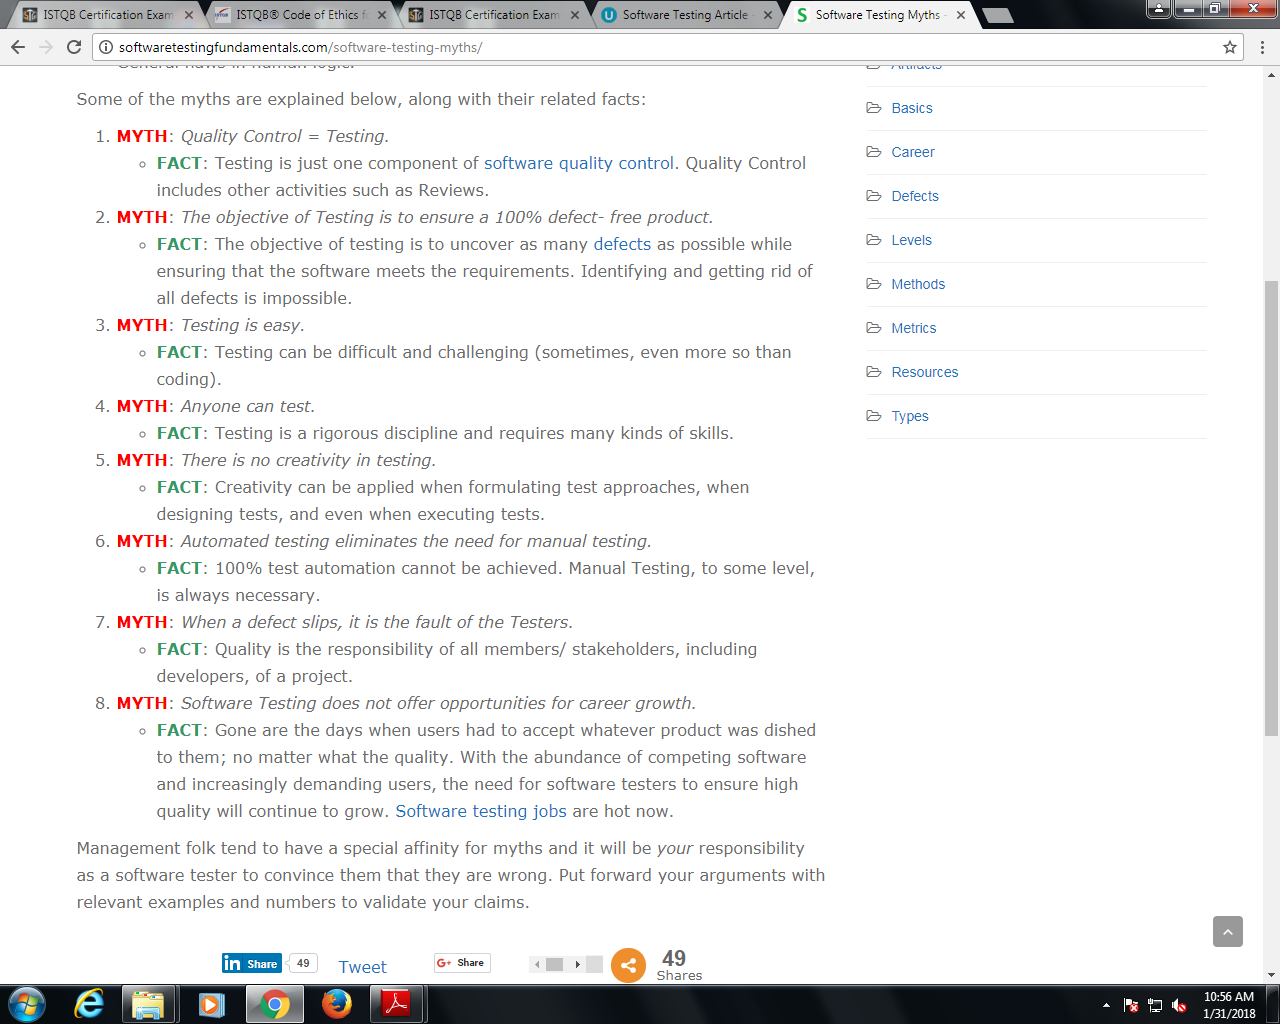 ISTQB Certification Exam
ISTQB® Code of Ethics f
ISTQB Certification Exam
Software Testing Article
Software Testing Myths -
softwaretestingfundamentals.com/software-testing-myths/
General flaws in human logic.
Some of the myths are explained below, along with their related facts:
1. MYTH: Quality Control = Testing.
FACT: Testing is just one component of software quality control. Quality Control
includes other activities such as Reviews.
2. MYTH: The objective of Testing is to ensure a 100% defect- free product.
FACT: The objective of testing is to uncover as many defects as possible while
ensuring that the software meets the requirements. Identifying and getting rid of
all defects is impossible.
3. MYTH: Testing is easy.
FACT: Testing can be difficult and challenging (sometimes, even more so than
coding).
4. MYTH: Anyone can test.
FACT: Testing is a rigorous discipline and requires many kinds of skills.
5. MYTH: There is no creativity in testing.
FACT: Creativity can be applied when formulating test approaches, when
designing tests, and even when executing tests.
6. MYTH: Automated testing eliminates the need for manual testing.
FACT: 100% test automation cannot be achieved. Manual Testing, to some level,
is always necessary.
7. MYTH: When a defect slips, it is the fault of the Testers.
FACT: Quality is the responsibility of all members/ stakeholders, including
developers, of a project.
8. MYTH: Software Testing does not offer opportunities for career growth.
FACT: Gone are the days when users had to accept whatever product was dished
to them; no matter what the quality. With the abundance of competing software
and increasingly demanding users, the need for software testers to ensure high
quality will continue to grow. Software testing jobs are hot now.
Management folk tend to have a special affinity for myths and it will be your responsibility
as a software tester to convince them that they are wrong. Put forward your arguments with
relevant examples and numbers to validate your claims.
in Share
49
Tweet
G+ Share
49
Shares
Artifacts
Basics
Career
Defects
Levels
Methods
Metrics
Resources
Types
10:56 AM
1/31/2018